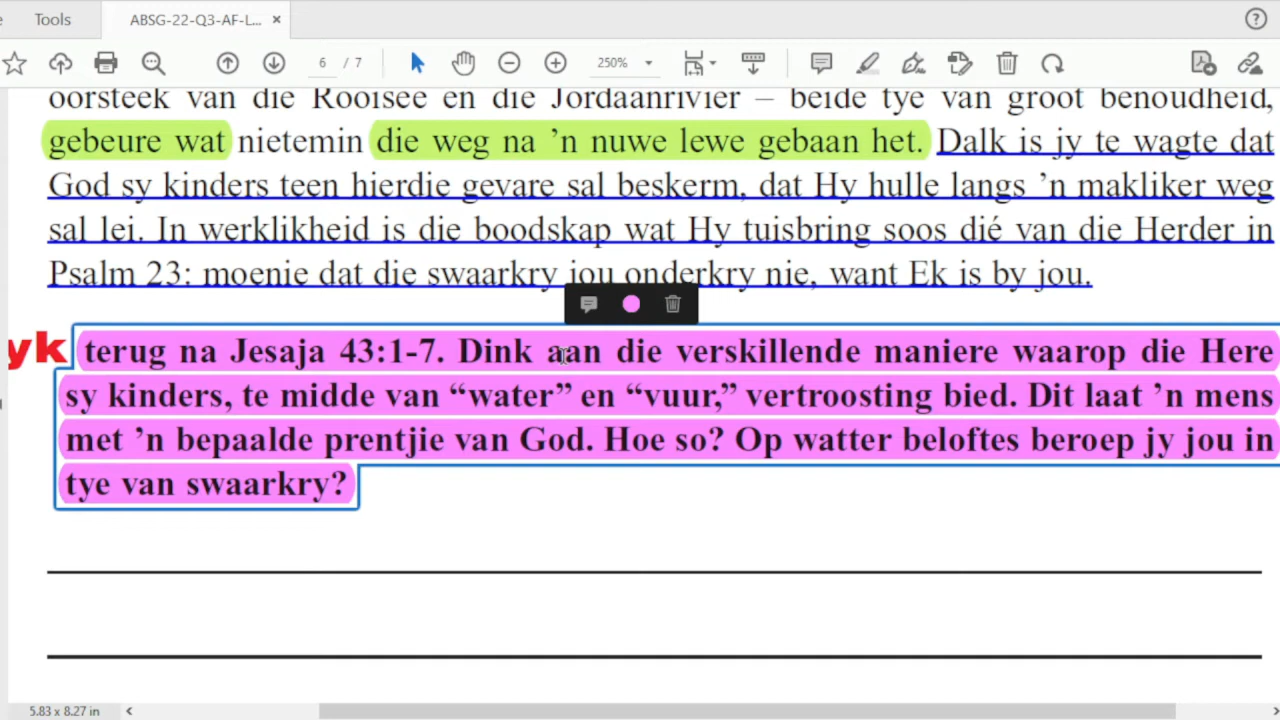 e Tools ABSG-22-Q3-AF-L... ×
6 / 7 250%
oorsteek van die Rooisee en die Jordaanrivier – beide tye van groot benoudheid,
gebeure wat nietemin die weg na ’n nuwe lewe gebaan het. Dalk is jy te wagte dat
God sy kinders teen hierdie gevare sal beskerm, dat Hy hulle langs ’n makliker weg
sal lei. In werklikheid is die boodskap wat Hy tuisbring soos dié van die Herder in
Psalm 23: moenie dat die swaarkry jou onderkry nie, want Ek is by jou.
yk terug na Jesaja 43:1-7. Dink aan die verskillende maniere waarop die Here
sy kinders, te midde van “water” en “vuur,” vertroosting bied. Dit laat ’n mens
met ’n bepaalde prentjie van God. Hoe so? Op watter beloftes beroep jy jou in
tye van swaarkry?
5.83 x 8.27 in